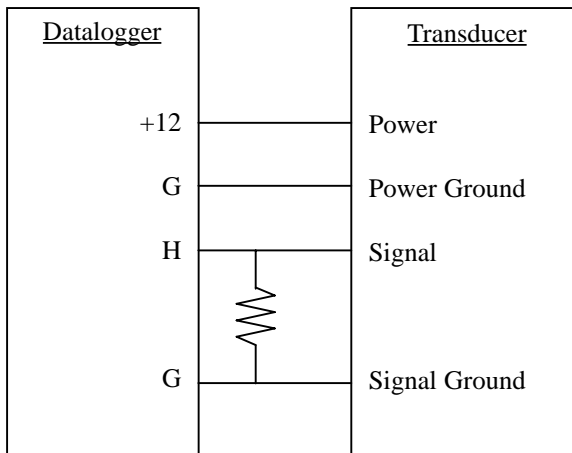 Datalogger
Transducer
+12
Power
G
Power Ground
H
Signal
G
Signal Ground